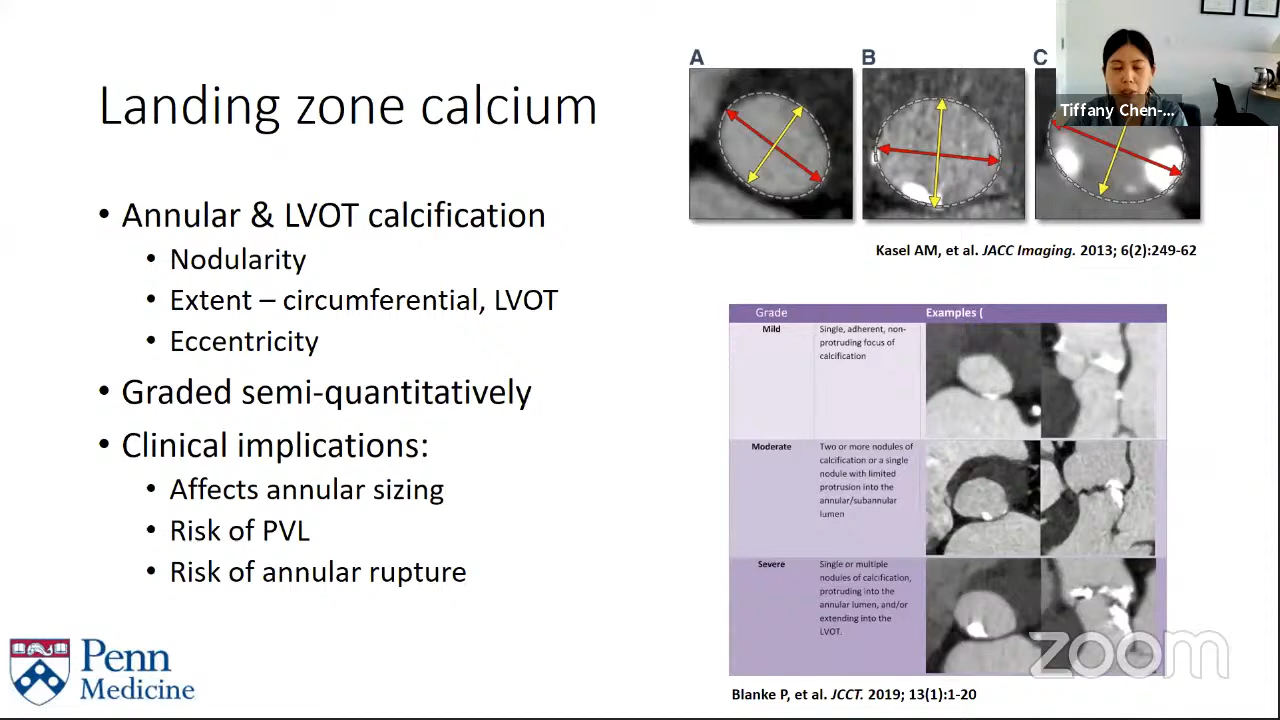 Landing zone calcium
• Annular & LVOT calcification
• Nodularity
• Extent – circumferential, LVOT
• Eccentricity
• Graded semi-quantitatively
• Clinical implications:
• Affects annular sizing
• Risk of PVL
• Risk of annular rupture
Penn
Medicine
A
B
C
Tiffany Chen-...
Kasel AM, et al. JACC Imaging. 2013; 6(2):249-62
Grade
Examples (
Mild
Single, adherent, non-
protruding focus of
calcification
Moderate
Two or more nodules of
calcification or a single
nodule with limited
protrusion into the
annular/subannular
lumen
Severe
Single or multiple
nodules of calcification,
protruding into the
annular lumen, and/or
extending into the
LVOT.
zoom
Blanke P, et al. JCCT. 2019; 13(1):1-20